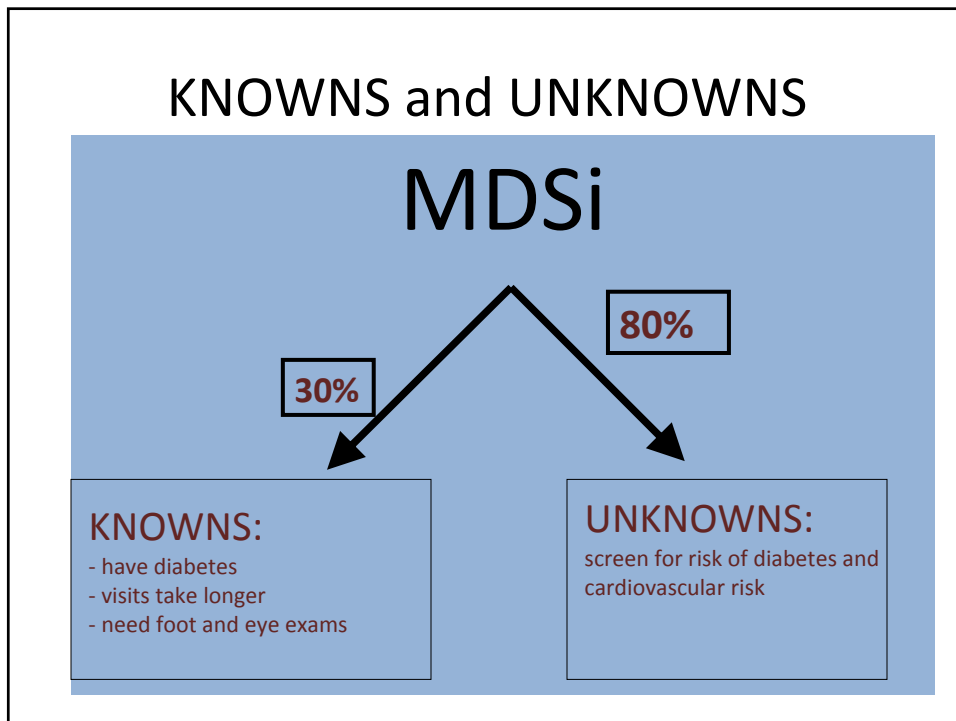 KNOWNS and UNKNOWNS
MDSi
80%
30%
KNOWNS:
- have diabetes
- visits take longer
- need foot and eye exams
UNKNOWNS:
screen for risk of diabetes and
cardiovascular risk